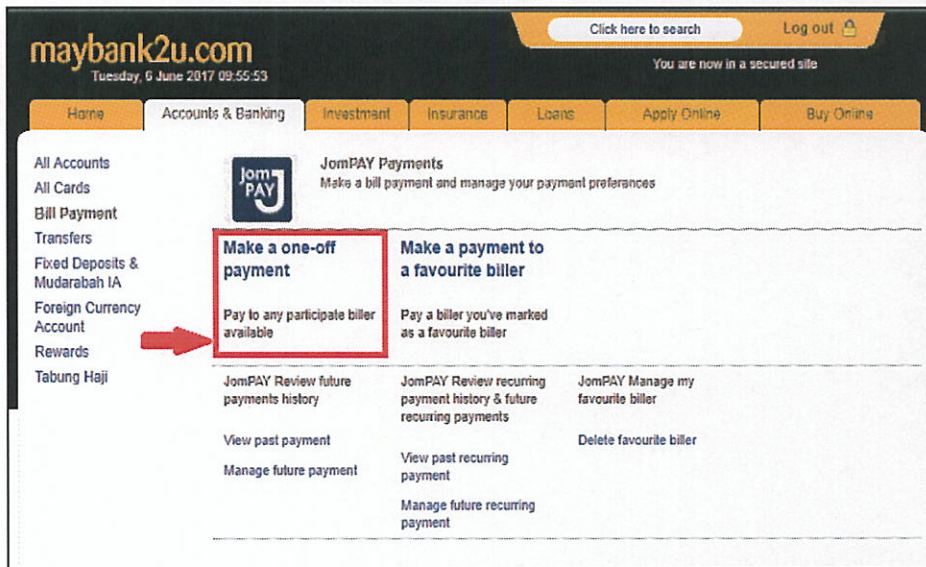 maybank2u.com
Tuesday, 6 June 2017 09:55:53
Click here to search
Log out
You are now in a secured site
Home
Accounts & Banking
Investment
Insurance
Loans
Apply Online
Buy Online
All Accounts
All Cards
Bill Payment
Transfers
Fixed Deposits &
Mudarabah IA
Foreign Currency
Account
Rewards
Tabung Haji
Jom
PAY
JomPAY Payments
Make a bill payment and manage your payment preferences
Make a one-off
payment
Pay to any participate biller
available
Make a payment to
a favourite biller
Pay a biller you've marked
as a favourite biller
JomPAY Review future
payments history
View past payment
Manage future payment
JomPAY Review recurring
payment history & future
recurring payments
View past recurring
payment
Manage future recurring
payment
JomPAY Manage my
favourite biller
Delete favourite biller